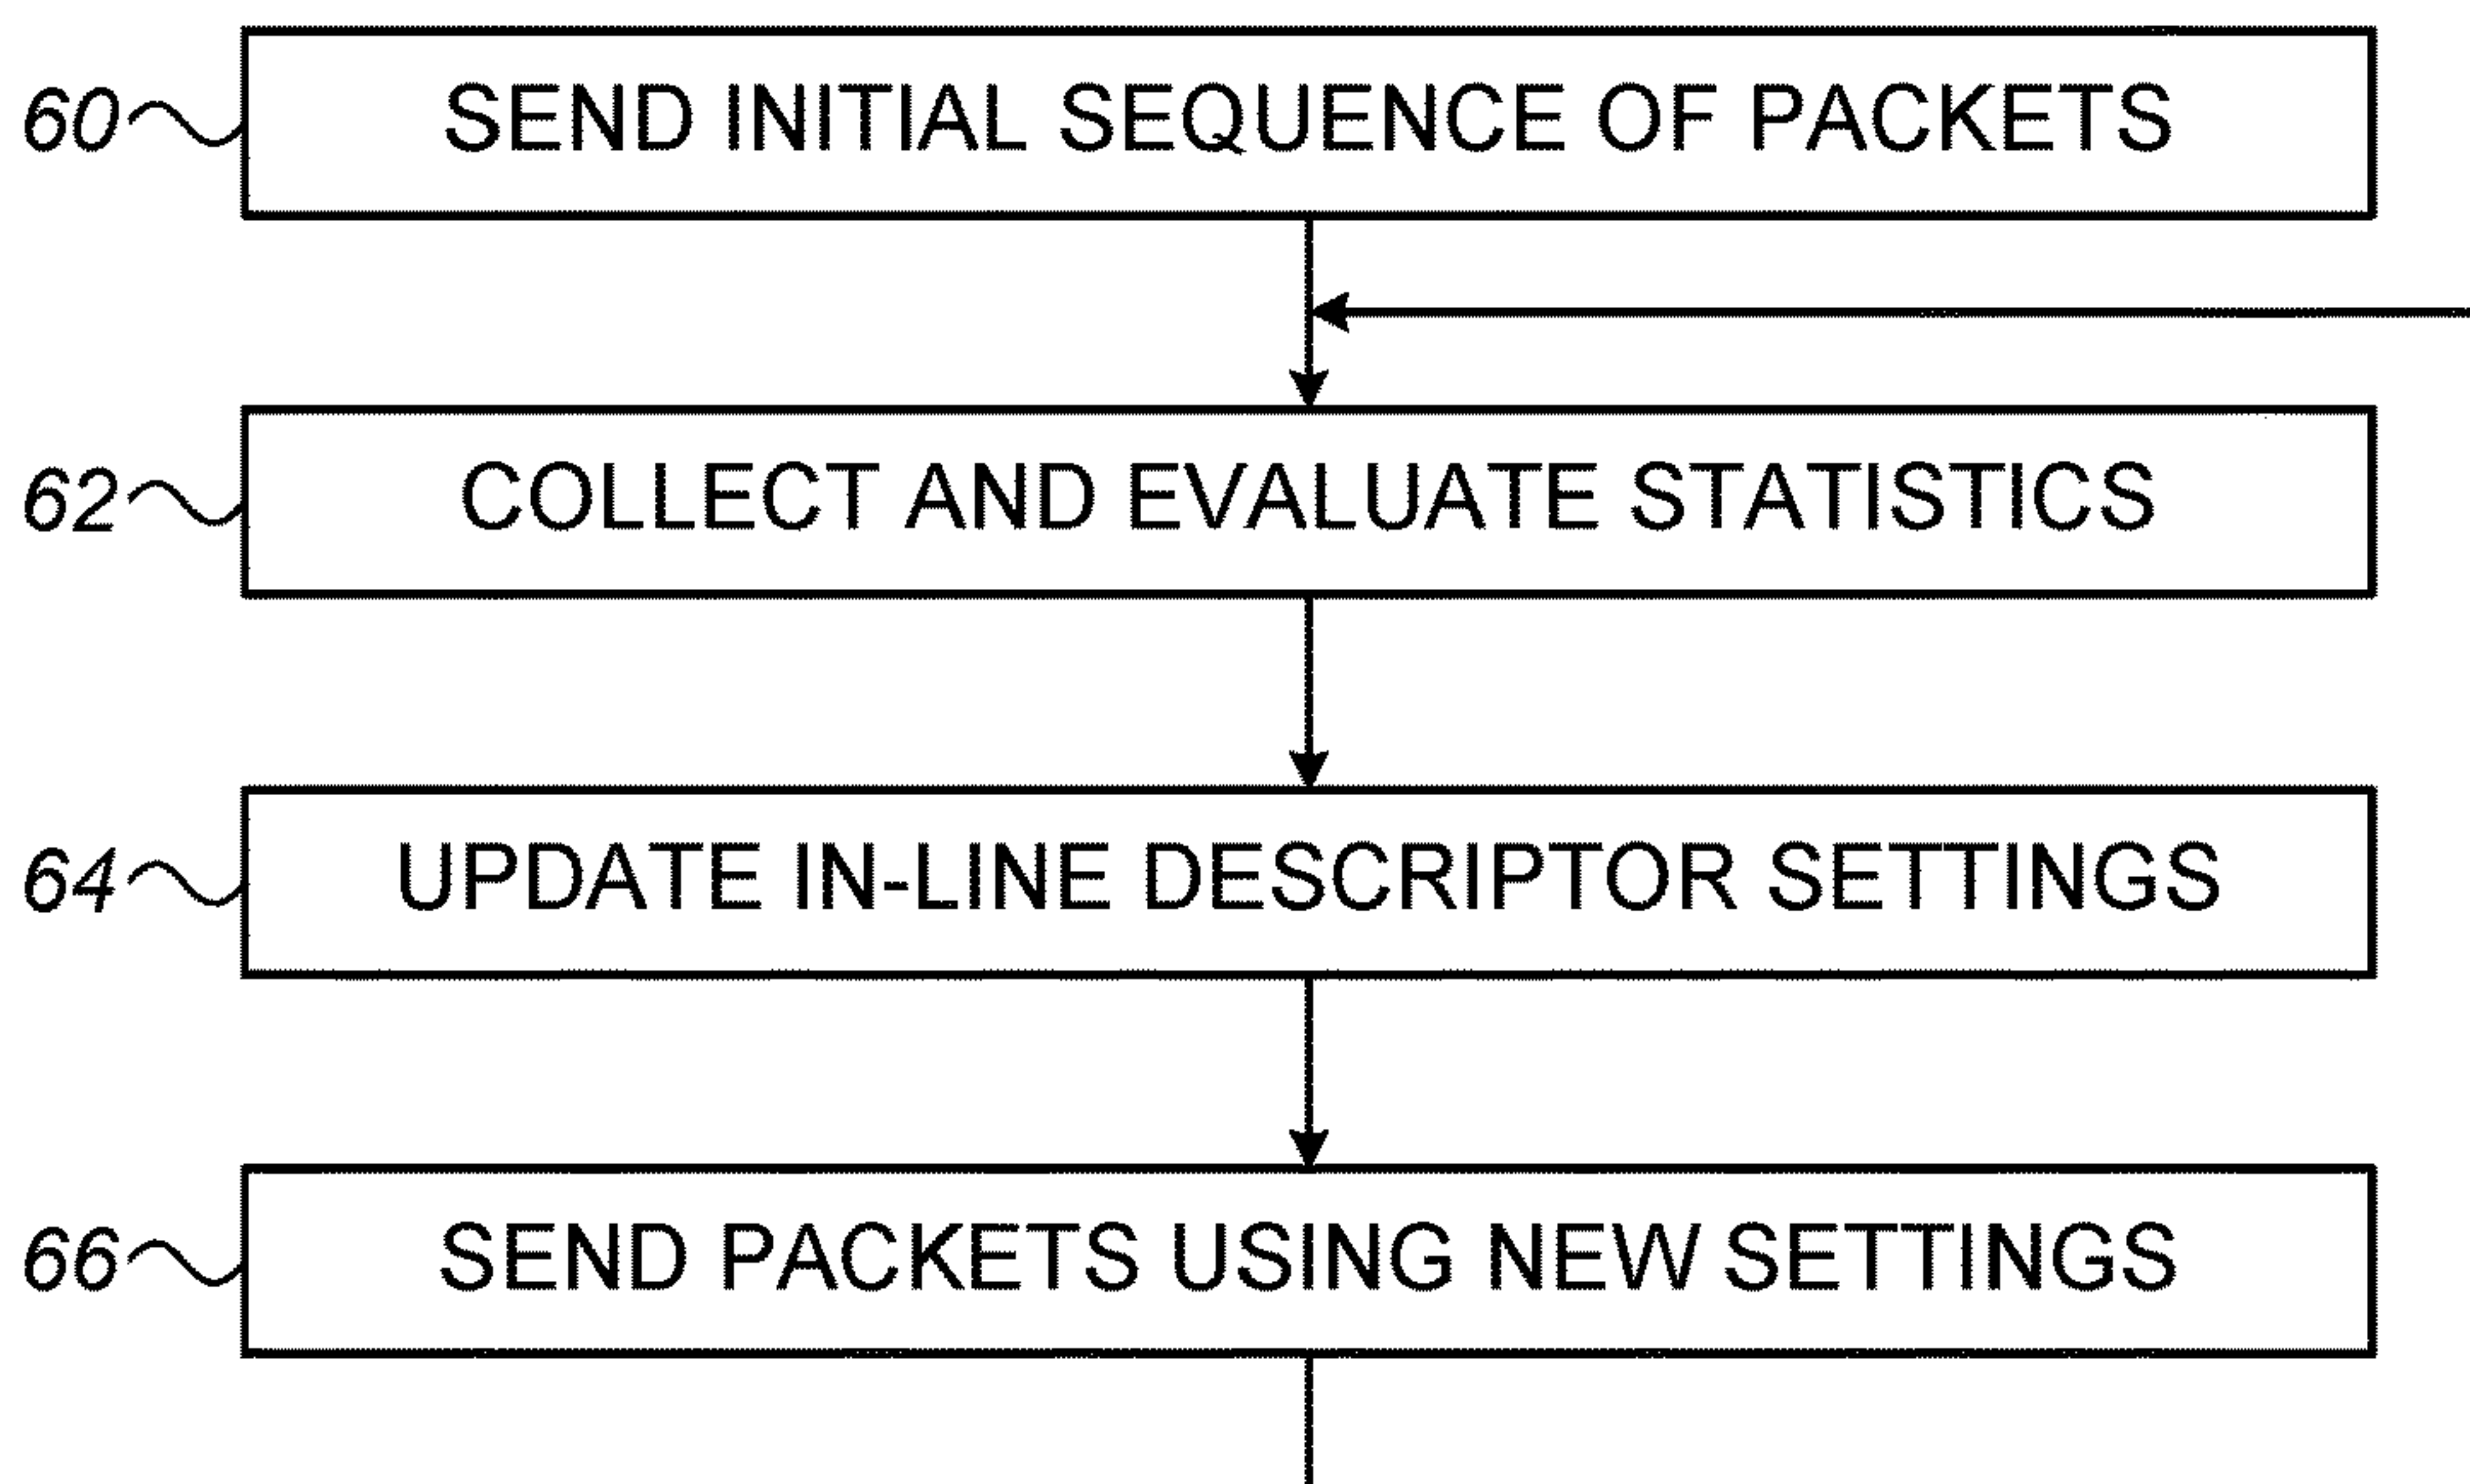 60 SEND INITIAL SEQUENCE OF PACKETS
62 COLLECT AND EVALUATE STATISTICS
64 UPDATE IN-LINE DESCRIPTOR SETTINGS
66 SEND PACKETS USING NEW SETTINGS